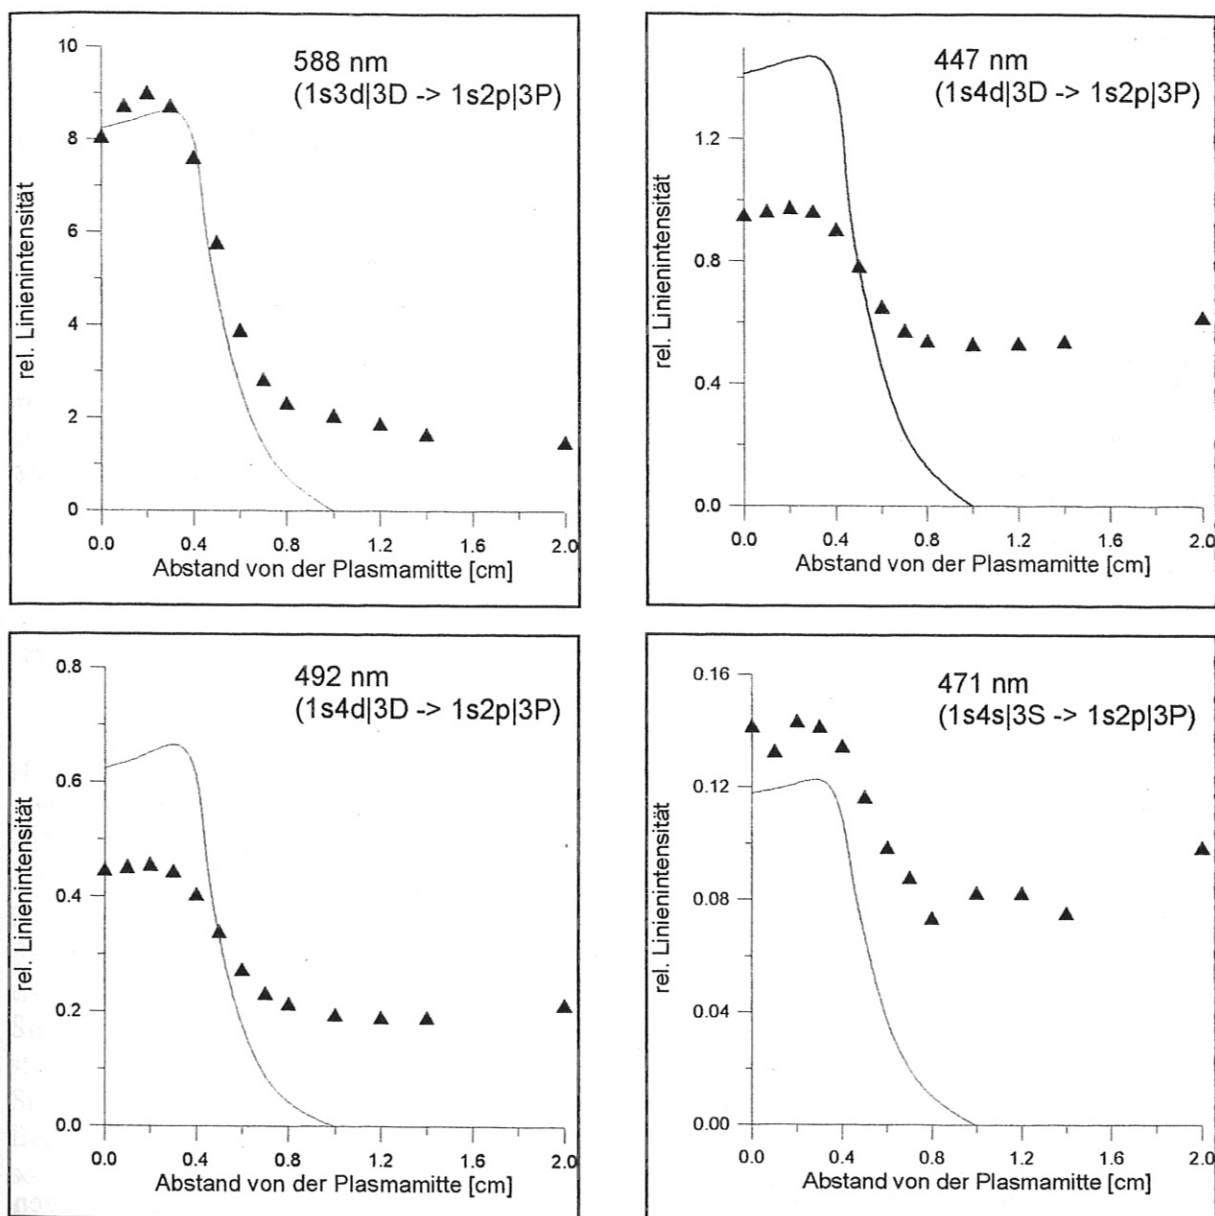 588 nm
(1s3d|3D -> 1s2p|3P)
rel. Linienintensität
10
8
6
4
2
0
0.0 0.4 0.8 1.2 1.6 2.0
Abstand von der Plasmamitte [cm]
447 nm
(1s4d|3D -> 1s2p|3P)
rel. Linienintensität
1.2
0.8
0.4
0.0
0.0 0.4 0.8 1.2 1.6 2.0
Abstand von der Plasmamitte [cm]
492 nm
(1s4d|3D -> 1s2p|3P)
rel. Linienintensität
0.8
0.6
0.4
0.2
0.0
0.0 0.4 0.8 1.2 1.6 2.0
Abstand von der Plasmamitte [cm]
471 nm
(1s4s|3S -> 1s2p|3P)
rel. Linienintensität
0.16
0.12
0.08
0.04
0.00
0.0 0.4 0.8 1.2 1.6 2.0
Abstand von der Plasmamitte [cm]